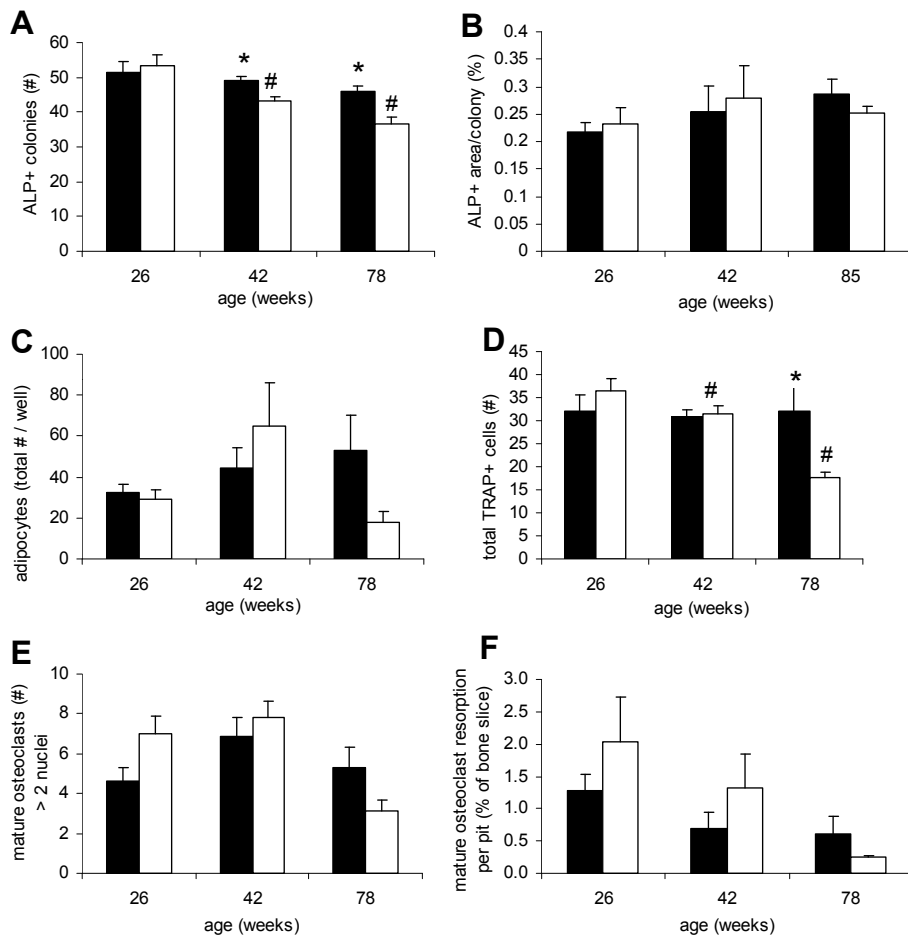 A
ALP+ colonies (#)
60
50
40
30
20
10
0
* # * #
26 42 78
age (weeks)
B
ALP+ area/colony (%)
0.4
0.35
0.3
0.25
0.2
0.15
0.1
0.05
0
26 42 85
age (weeks)
C
adipocytes (total # / well)
100
80
60
40
20
0
26 42 78
age (weeks)
D
total TRAP+ cells (#)
45
40
35
30
25
20
15
10
5
0
# * #
26 42 78
age (weeks)
E
mature osteoclasts (#)
> 2 nuclei
10
8
6
4
2
0
26 42 78
age (weeks)
F
mature osteoclast resorption
per pit (% of bone slice)
3.0
2.5
2.0
1.5
1.0
0.5
0.0
26 42 78
age (weeks)